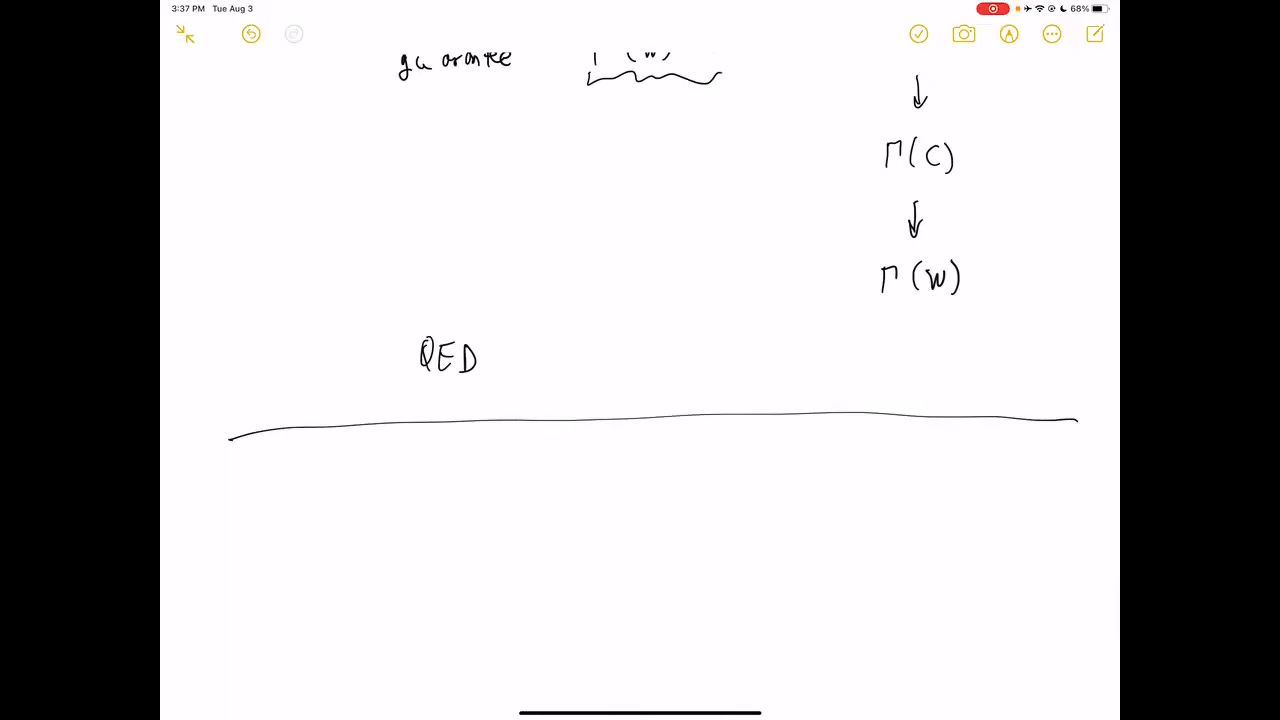 3:37 PM Tue Aug 3 68%
guarantee
↓
Γ(C)
↓
Γ(W)
QED